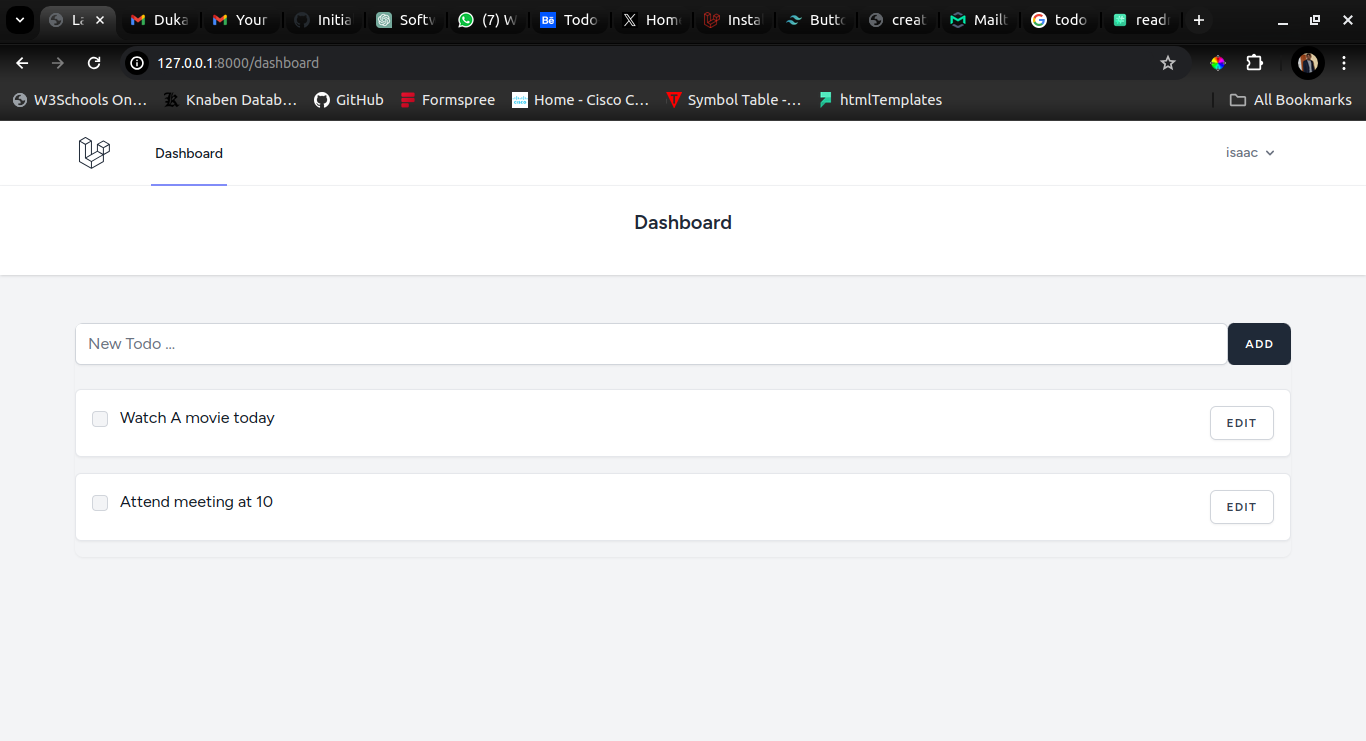 La Duka Your Initia Softw (7) W Todo Home Insta Butto creat Mailt todo readm
127.0.0.1:8000/dashboard
W3Schools On... Knaben Datab... GitHub Formspree Home - Cisco C... Symbol Table -... htmlTemplates All Bookmarks
Dashboard isaac
Dashboard
New Todo ... ADD
Watch A movie today EDIT
Attend meeting at 10 EDIT